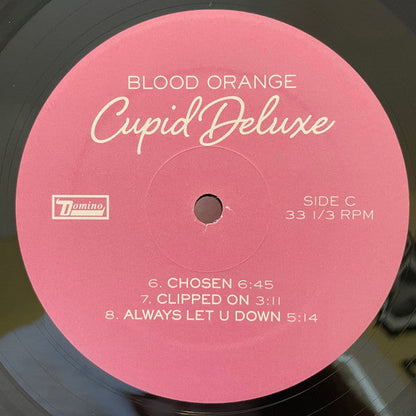 BLOOD ORANGE
Cupid Deluxe
Domino
SIDE C
33 1/3 RPM
6. CHOSEN 6:45
7. CLIPPED ON 3:11
8. ALWAYS LET U DOWN 5:14